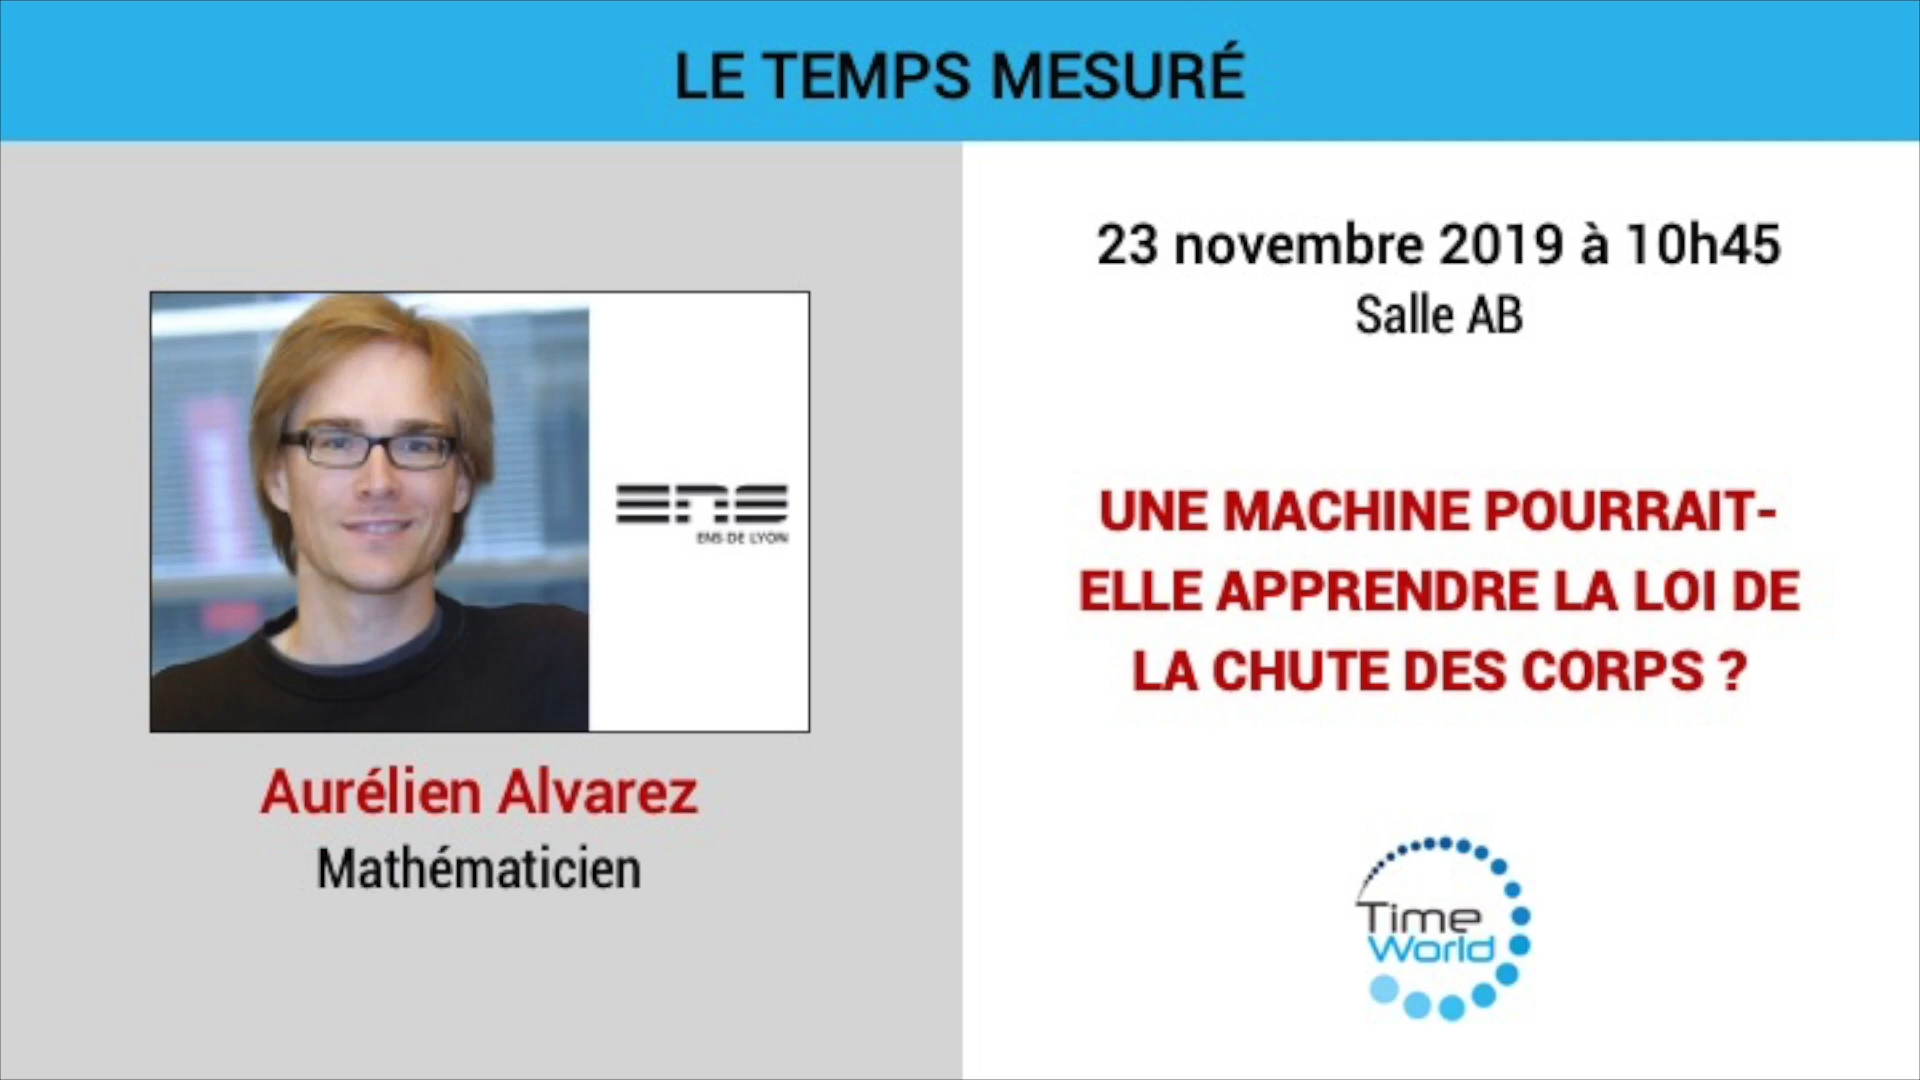 LE TEMPS MESURÉ
ENS
ENS DE LYON
Aurélien Alvarez
Mathématicien
23 novembre 2019 à 10h45
Salle AB
UNE MACHINE POURRAIT-
ELLE APPRENDRE LA LOI DE
LA CHUTE DES CORPS ?
Time
World